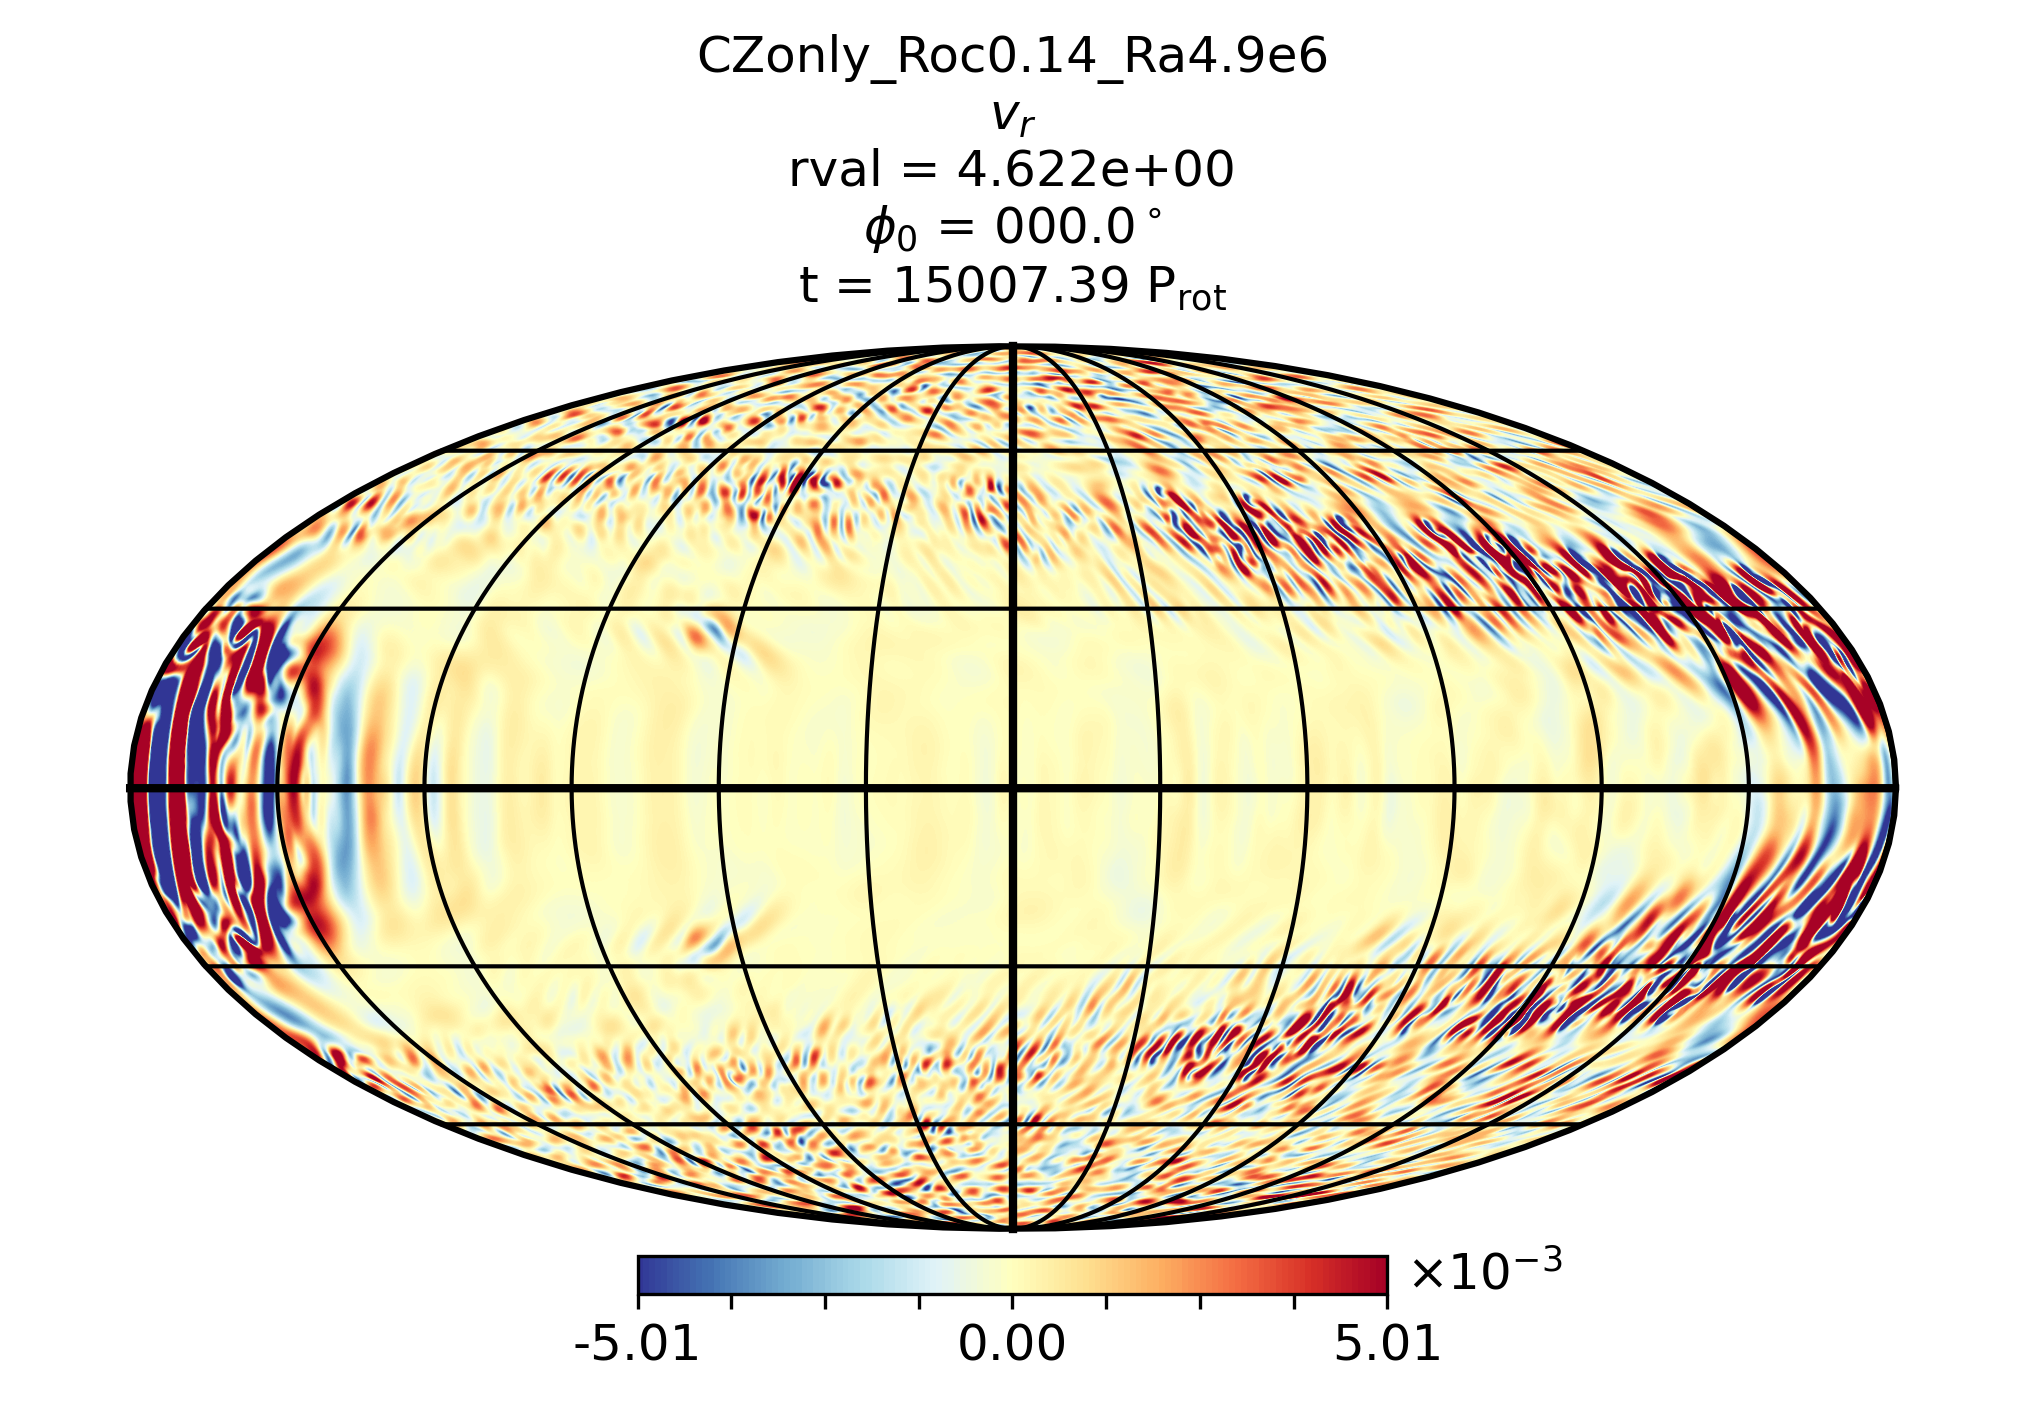 CZonly_Roc0.14_Ra4.9e6
v_r
rval = 4.622e+00
ϕ_0 = 000.0°
t = 15007.39 P_rot
×10^−3
-5.01 0.00 5.01